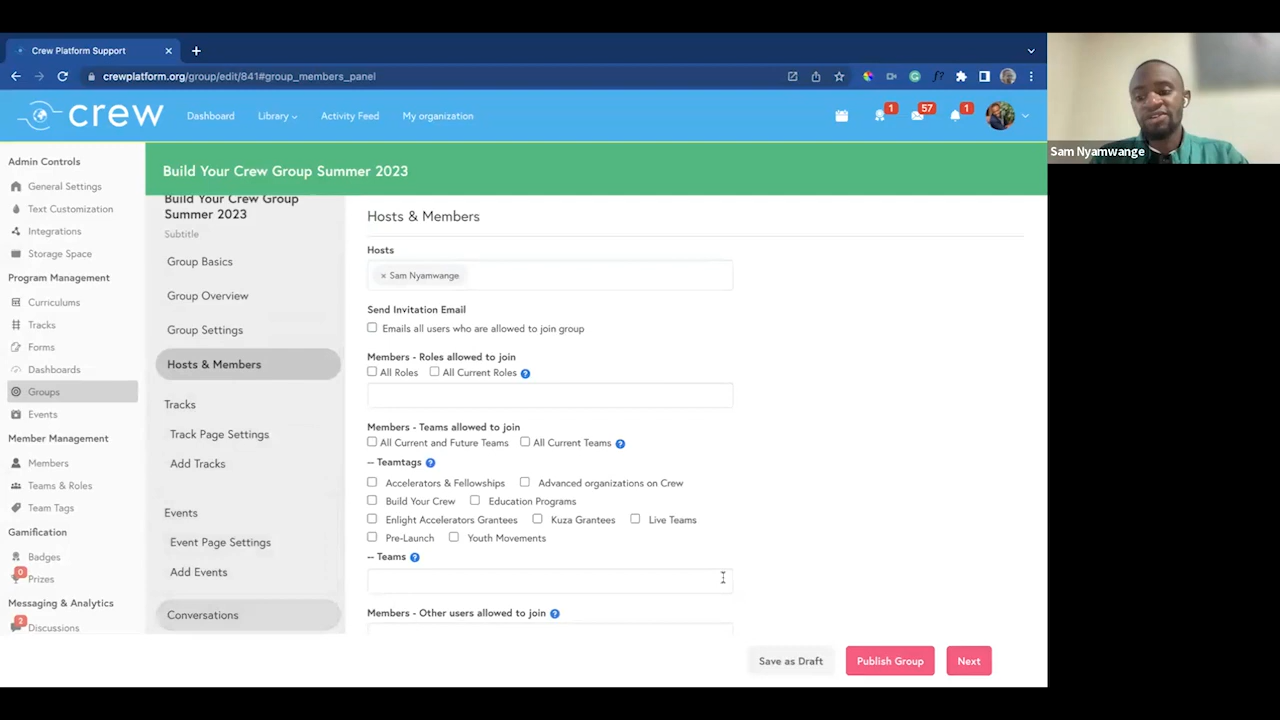 Crew Platform Support
crewplatform.org/group/edit/841#group_members_panel
crew
Dashboard
Library
Activity Feed
My organization
1
57
1
Sam Nyamwange
Admin Controls
General Settings
Text Customization
Integrations
Storage Space
Program Management
Curriculums
Tracks
Forms
Dashboards
Groups
Events
Member Management
Members
Teams & Roles
Team Tags
Gamification
Badges
0
Prizes
Messaging & Analytics
2
Discussions
Build Your Crew Group Summer 2023
Build Your Crew Group
Summer 2023
Subtitle
Group Basics
Group Overview
Group Settings
Hosts & Members
Tracks
Track Page Settings
Add Tracks
Events
Event Page Settings
Add Events
Conversations
Hosts & Members
Hosts
× Sam Nyamwange
Send Invitation Email
Emails all users who are allowed to join group
Members - Roles allowed to join
All Roles All Current Roles ?
Members - Teams allowed to join
All Current and Future Teams All Current Teams ?
-- Teamtags ?
Accelerators & Fellowships Advanced organizations on Crew
Build Your Crew Education Programs
Enlight Accelerators Grantees Kuza Grantees Live Teams
Pre-Launch Youth Movements
-- Teams ?
Members - Other users allowed to join ?
Save as Draft
Publish Group
Next